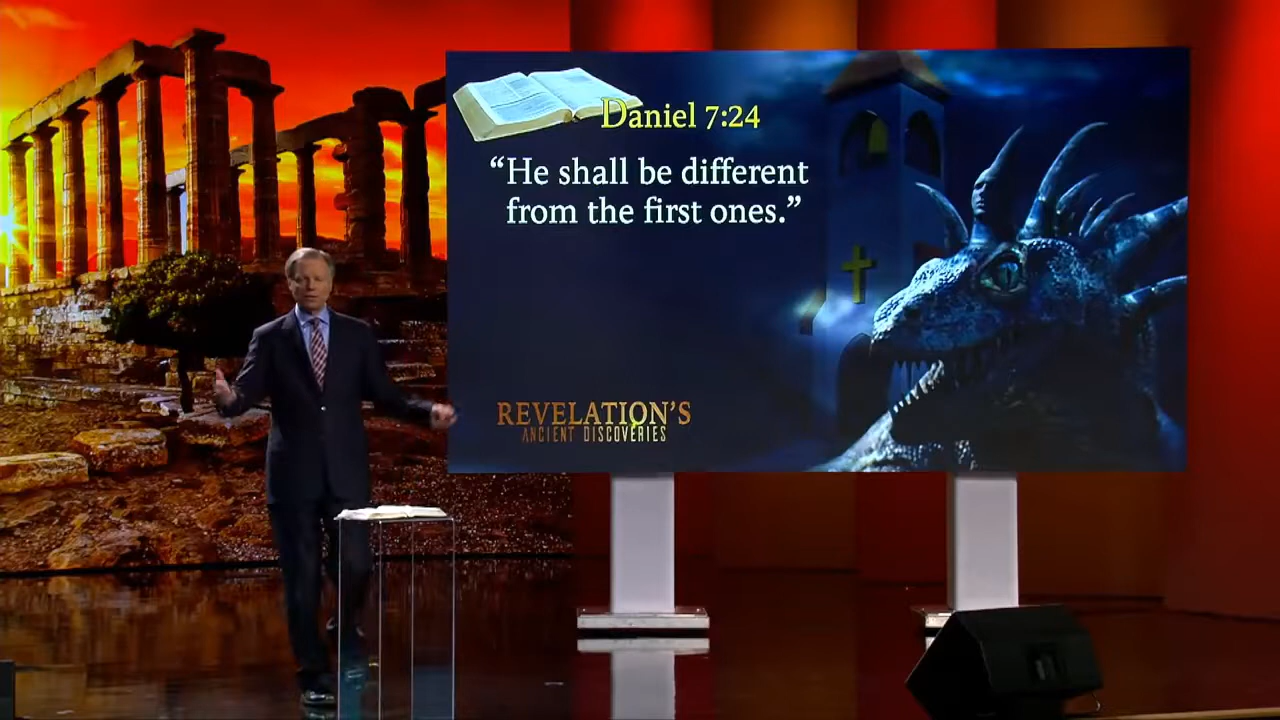 Daniel 7:24
“He shall be different
from the first ones.”
REVELATION'S
ANCIENT DISCOVERIES